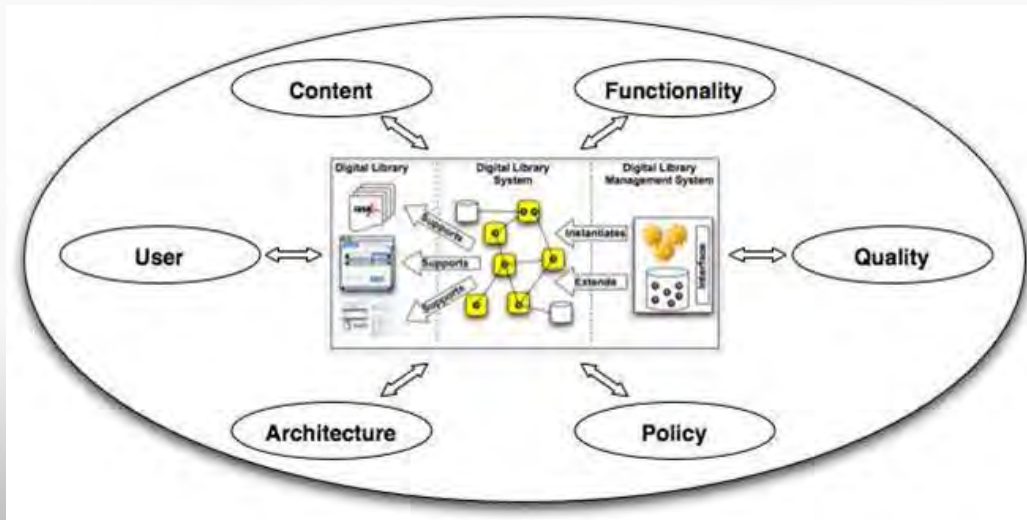 Content
Functionality
Digital Library
Digital Library
System
Digital Library
Management System
Supports
Instantiates
User
Supports
Interface
Quality
Supports
Extends
Architecture
Policy